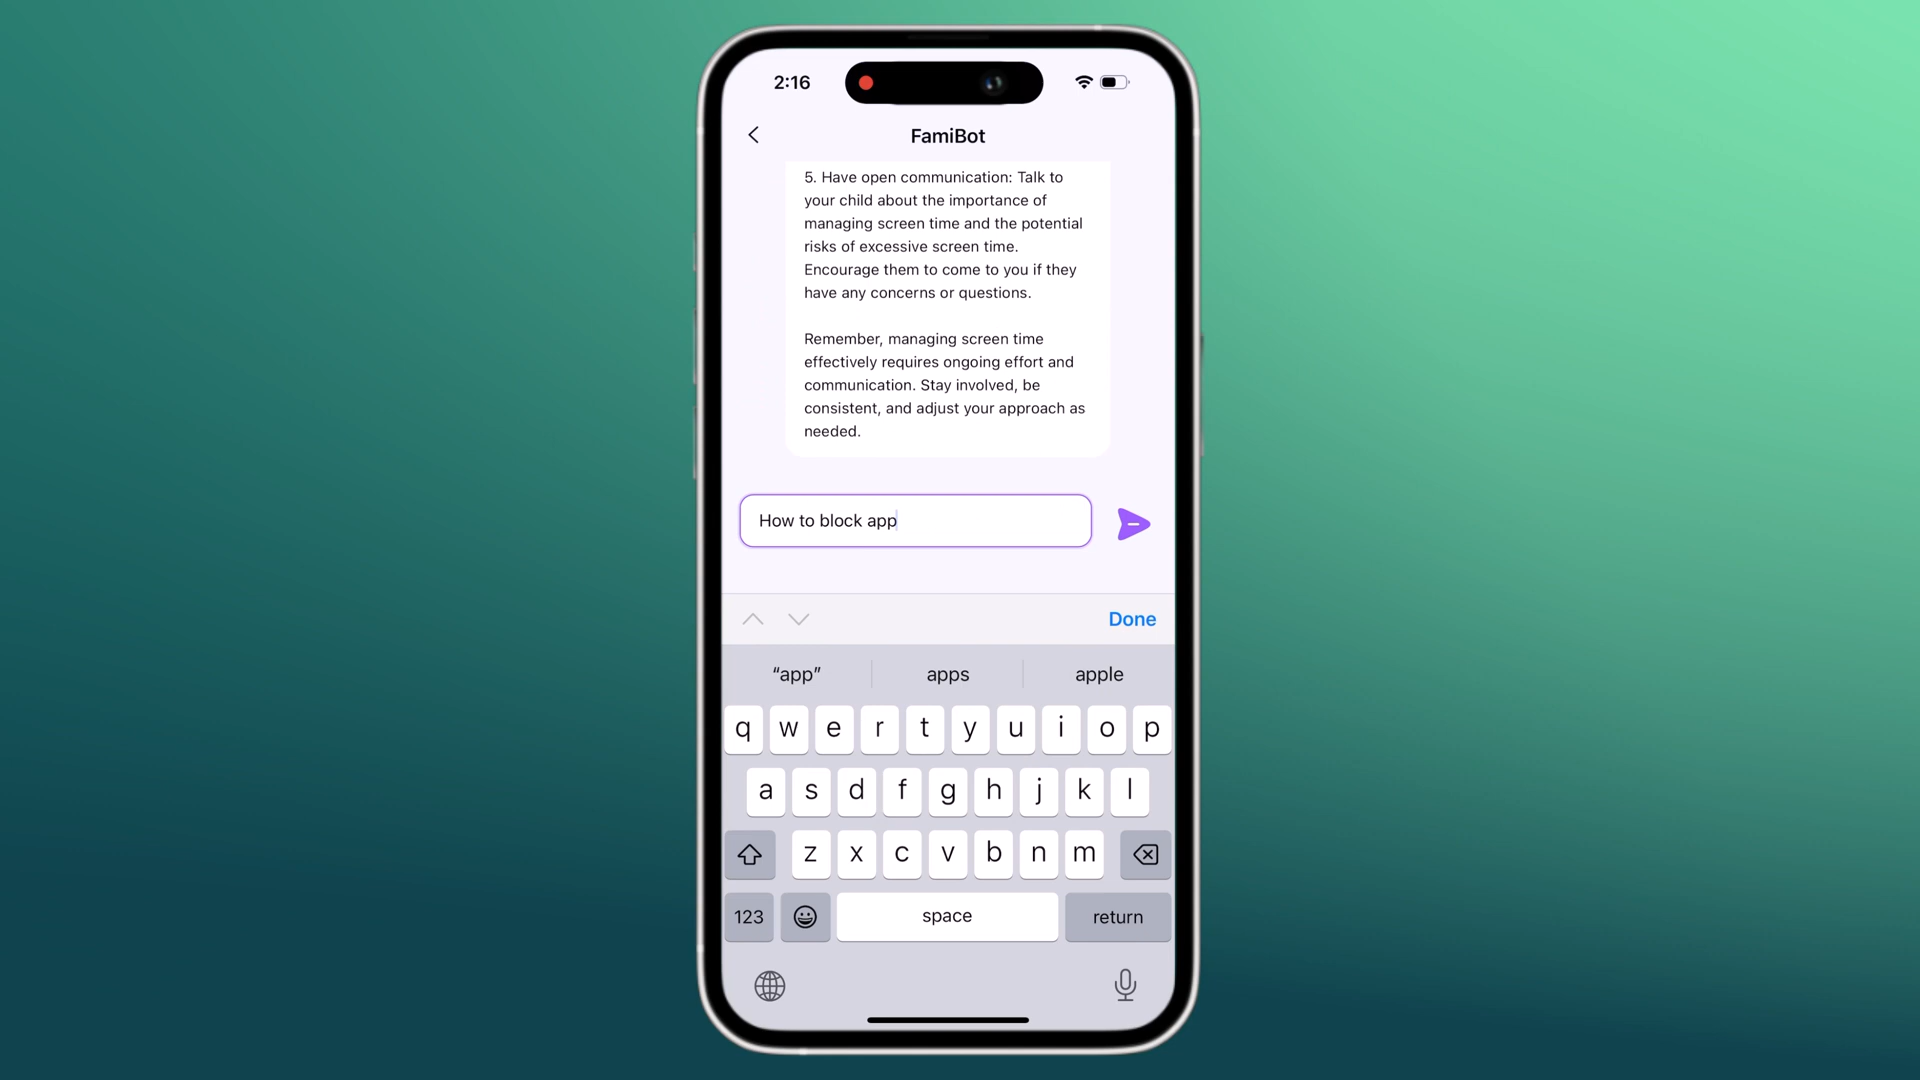 2:16
FamiBot
5. Have open communication: Talk to
your child about the importance of
managing screen time and the potential
risks of excessive screen time.
Encourage them to come to you if they
have any concerns or questions.
Remember, managing screen time
effectively requires ongoing effort and
communication. Stay involved, be
consistent, and adjust your approach as
needed.
How to block app
Done
“app” apps apple
q w e r t y u i o p
a s d f g h j k l
z x c v b n m
123 space return